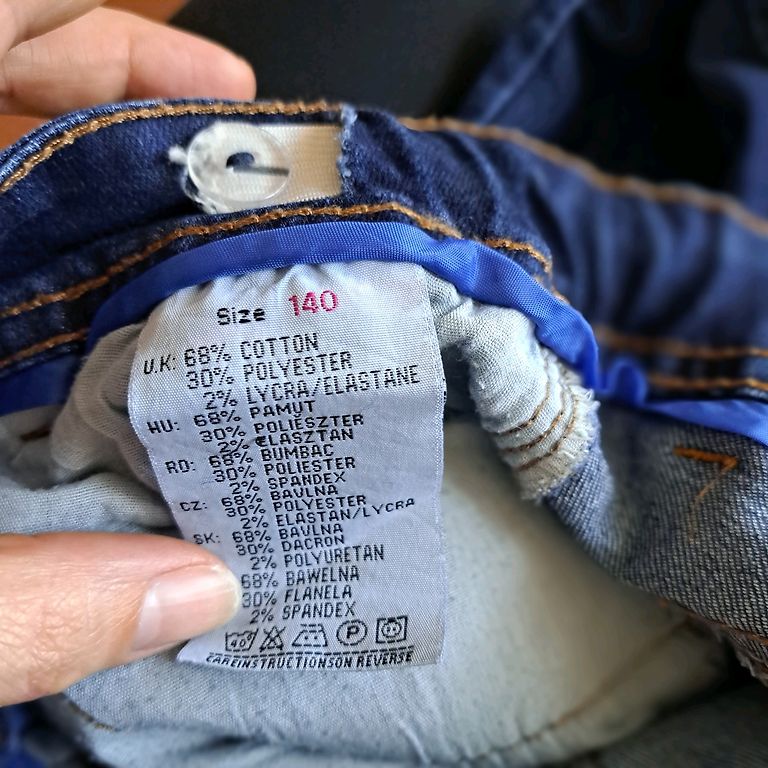 Size 140
U.K: 68% COTTON
30% POLYESTER
2% LYCRA/ELASTANE
HU: 68% PAMUT
30% POLIESZTER
2% ELASZTAN
RO: 68% BUMBAC
30% POLIESTER
2% SPANDEX
CZ: 68% BAVLNA
30% POLYESTER
2% ELASTAN/LYCRA
SK: 68% BAVLNA
30% DACRON
2% POLYURETAN
68% BAWELNA
30% FLANELA
2% SPANDEX
40° P
CAREINSTRUCTIONSON REVERSE